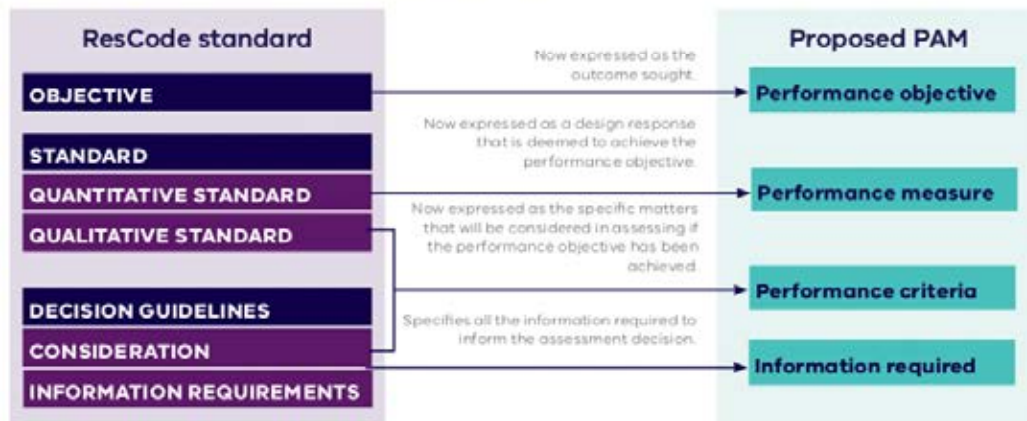 ResCode standard
OBJECTIVE
STANDARD
QUANTITATIVE STANDARD
QUALITATIVE STANDARD
DECISION GUIDELINES
CONSIDERATION
INFORMATION REQUIREMENTS
Now expressed as the
outcome sought.
Now expressed as a design response
that is deemed to achieve the
performance objective.
Now expressed as the specific matters
that will be considered in assessing if
the performance objective has been
achieved.
Specifies all the information required to
inform the assessment decision.
Proposed PAM
Performance objective
Performance measure
Performance criteria
Information required